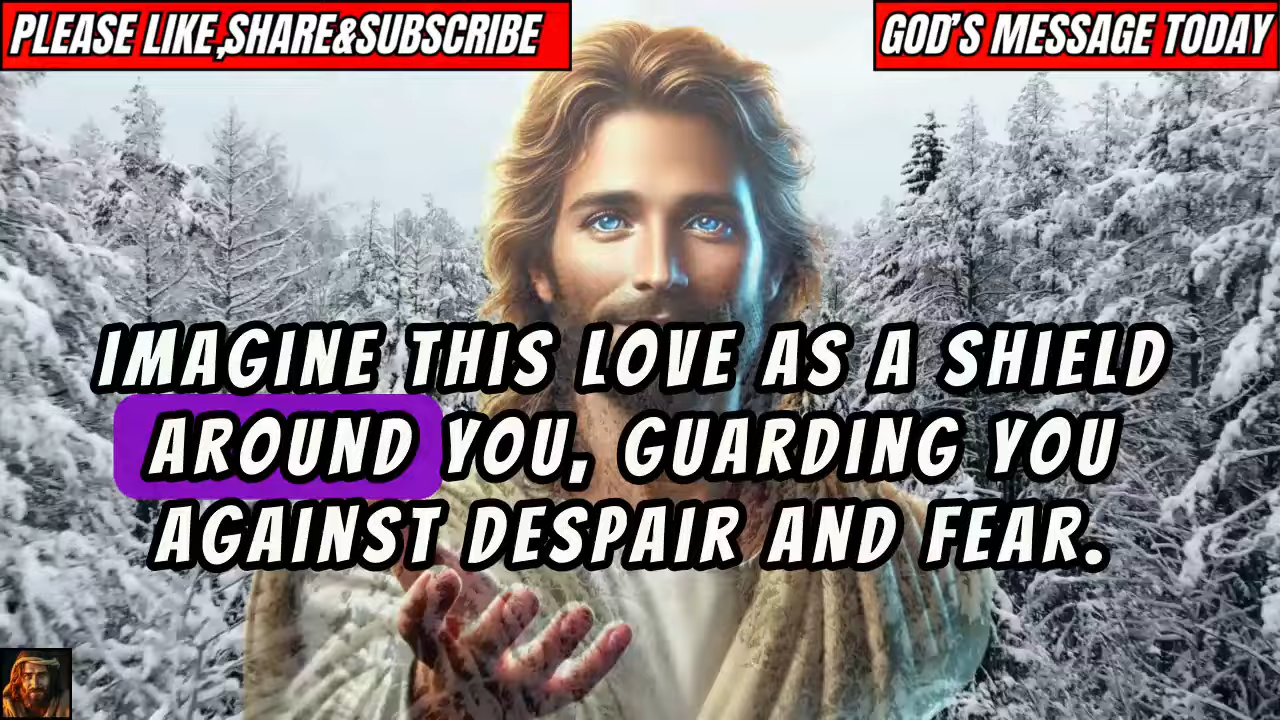 PLEASE LIKE,SHARE&SUBSCRIBE
GOD'S MESSAGE TODAY
IMAGINE THIS LOVE AS A SHIELD
AROUND YOU, GUARDING YOU
AGAINST DESPAIR AND FEAR.